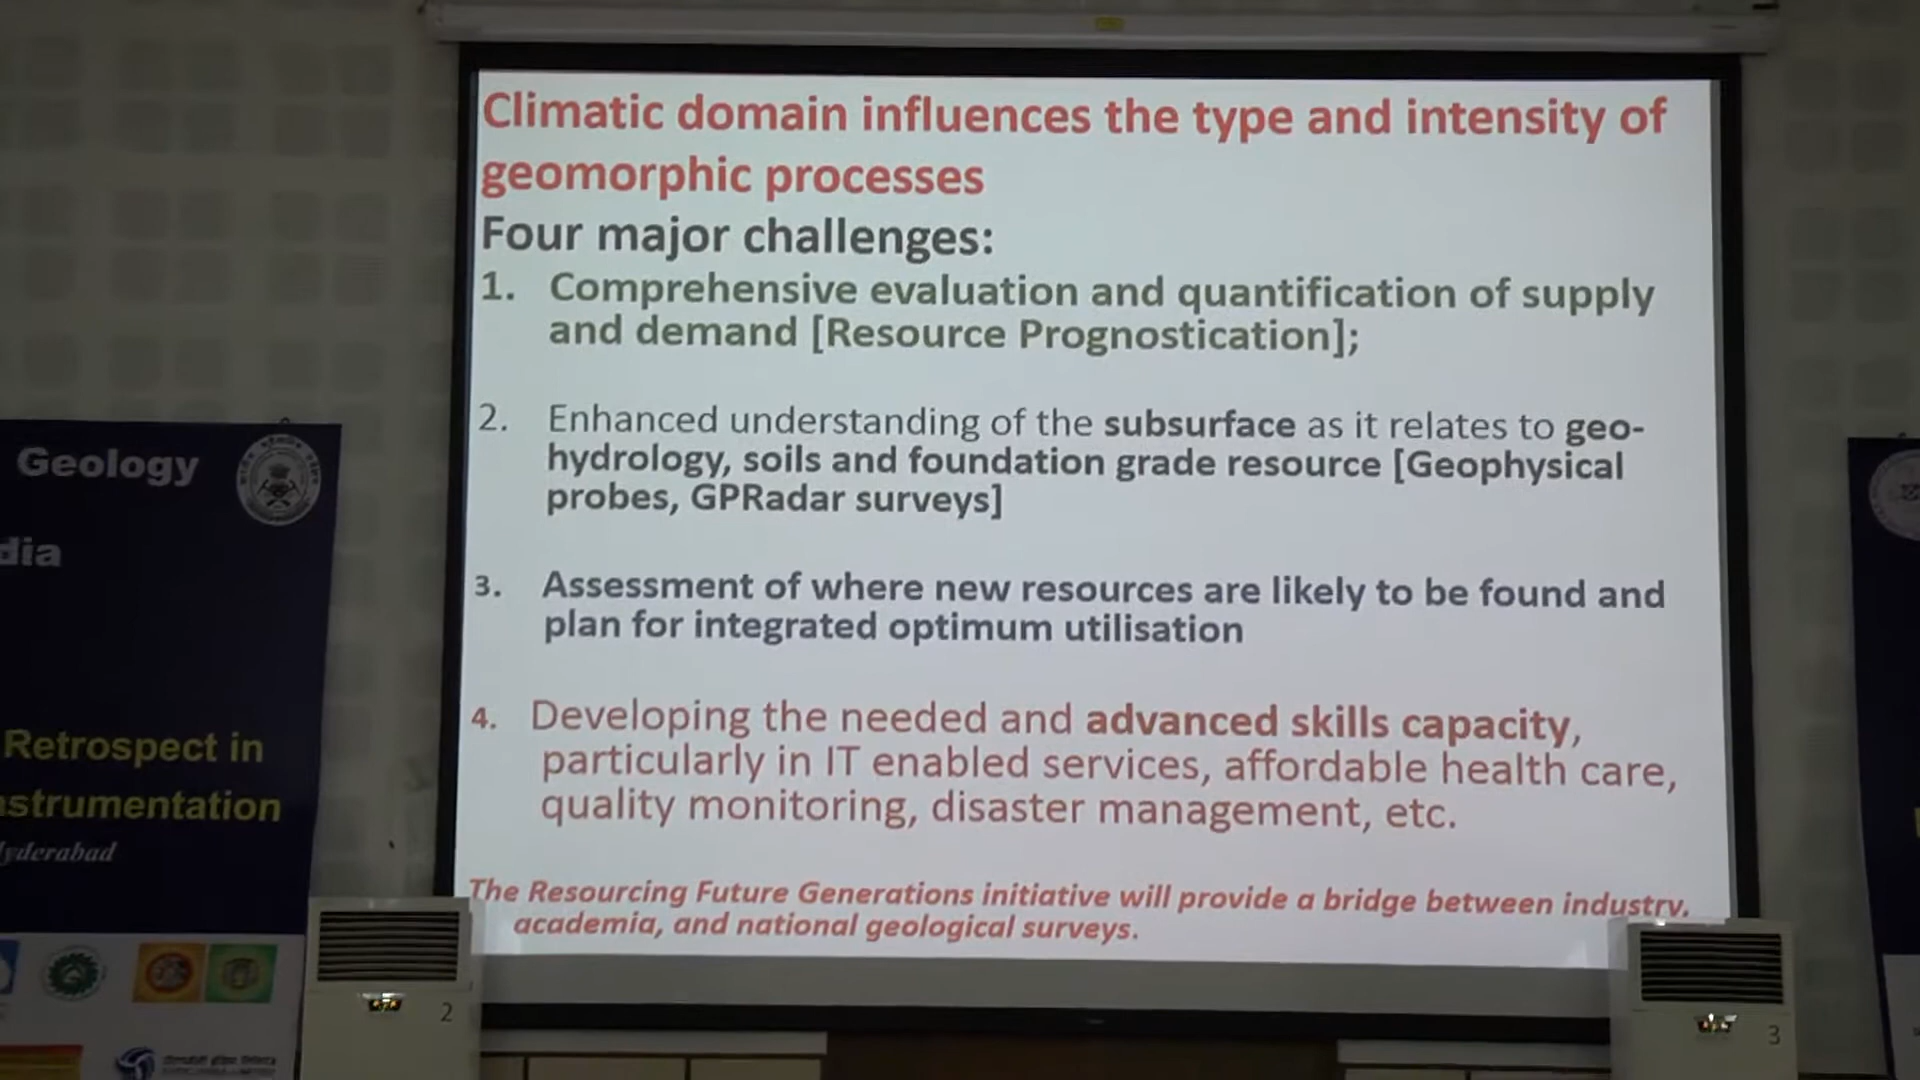 Climatic domain influences the type and intensity of
geomorphic processes
Four major challenges:
1. Comprehensive evaluation and quantification of supply
and demand [Resource Prognostication];
2. Enhanced understanding of the subsurface as it relates to geo-
hydrology, soils and foundation grade resource [Geophysical
probes, GPRadar surveys]
3. Assessment of where new resources are likely to be found and
plan for integrated optimum utilisation
4. Developing the needed and advanced skills capacity,
particularly in IT enabled services, affordable health care,
quality monitoring, disaster management, etc.
The Resourcing Future Generations initiative will provide a bridge between industry,
academia, and national geological surveys.
Geology
dia
Retrospect in
strumentation
yderabad
2
3